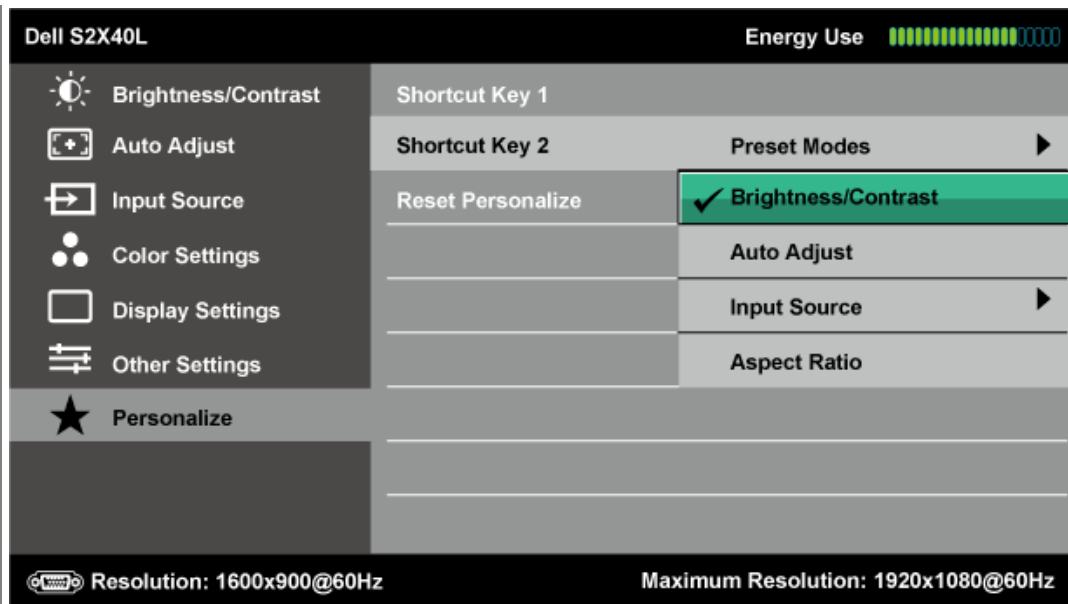 Dell S2X40L Energy Use
Brightness/Contrast Shortcut Key 1
Auto Adjust Shortcut Key 2 Preset Modes
Input Source Reset Personalize Brightness/Contrast
Color Settings Auto Adjust
Display Settings Input Source
Other Settings Aspect Ratio
Personalize
Resolution: 1600x900@60Hz Maximum Resolution: 1920x1080@60Hz